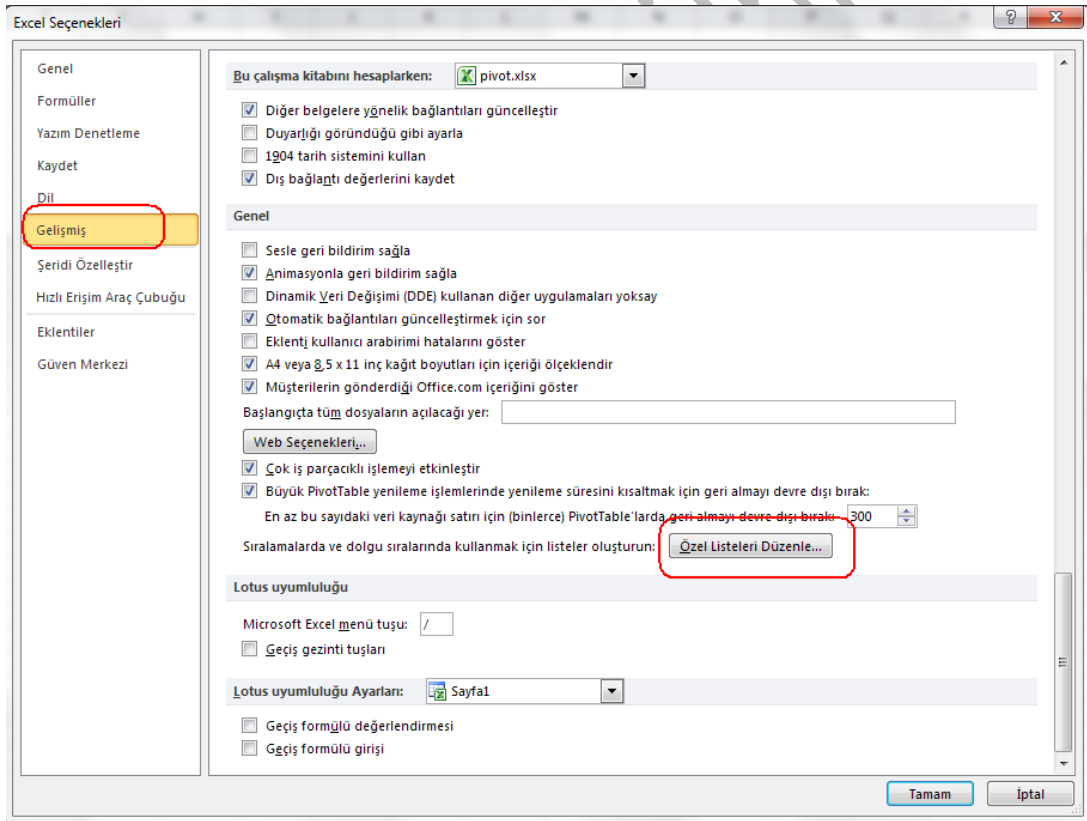 Excel Seçenekleri
Genel
Formüller
Yazım Denetleme
Kaydet
Dil
Gelişmiş
Şeridi Özelleştir
Hızlı Erişim Araç Çubuğu
Eklentiler
Güven Merkezi
Bu çalışma kitabını hesaplarken: pivot.xlsx
Diğer belgelere yönelik bağlantıları güncelleştir
Duyarlığı göründüğü gibi ayarla
1904 tarih sistemini kullan
Dış bağlantı değerlerini kaydet
Genel
Sesle geri bildirim sağla
Animasyonla geri bildirim sağla
Dinamik Veri Değişimi (DDE) kullanan diğer uygulamaları yoksay
Otomatik bağlantıları güncelleştirmek için sor
Eklenti kullanıcı arabirimi hatalarını göster
A4 veya 8,5 x 11 inç kağıt boyutları için içeriği ölçeklendir
Müşterilerin gönderdiği Office.com içeriğini göster
Başlangıçta tüm dosyaların açılacağı yer:
Web Seçenekleri...
Çok iş parçacıklı işlemeyi etkinleştir
Büyük PivotTable yenileme işlemlerinde yenileme süresini kısaltmak için geri almayı devre dışı bırak:
En az bu sayıdaki veri kaynağı satırı için (binlerce) PivotTable'larda geri almayı devre dışı bırak: 300
Sıralamalarda ve dolgu sıralarında kullanmak için listeler oluşturun: Özel Listeleri Düzenle...
Lotus uyumluluğu
Microsoft Excel menü tuşu: /
Geçiş gezinti tuşları
Lotus uyumluluğu Ayarları: Sayfa1
Geçiş formülü değerlendirmesi
Geçiş formülü girişi
Tamam İptal